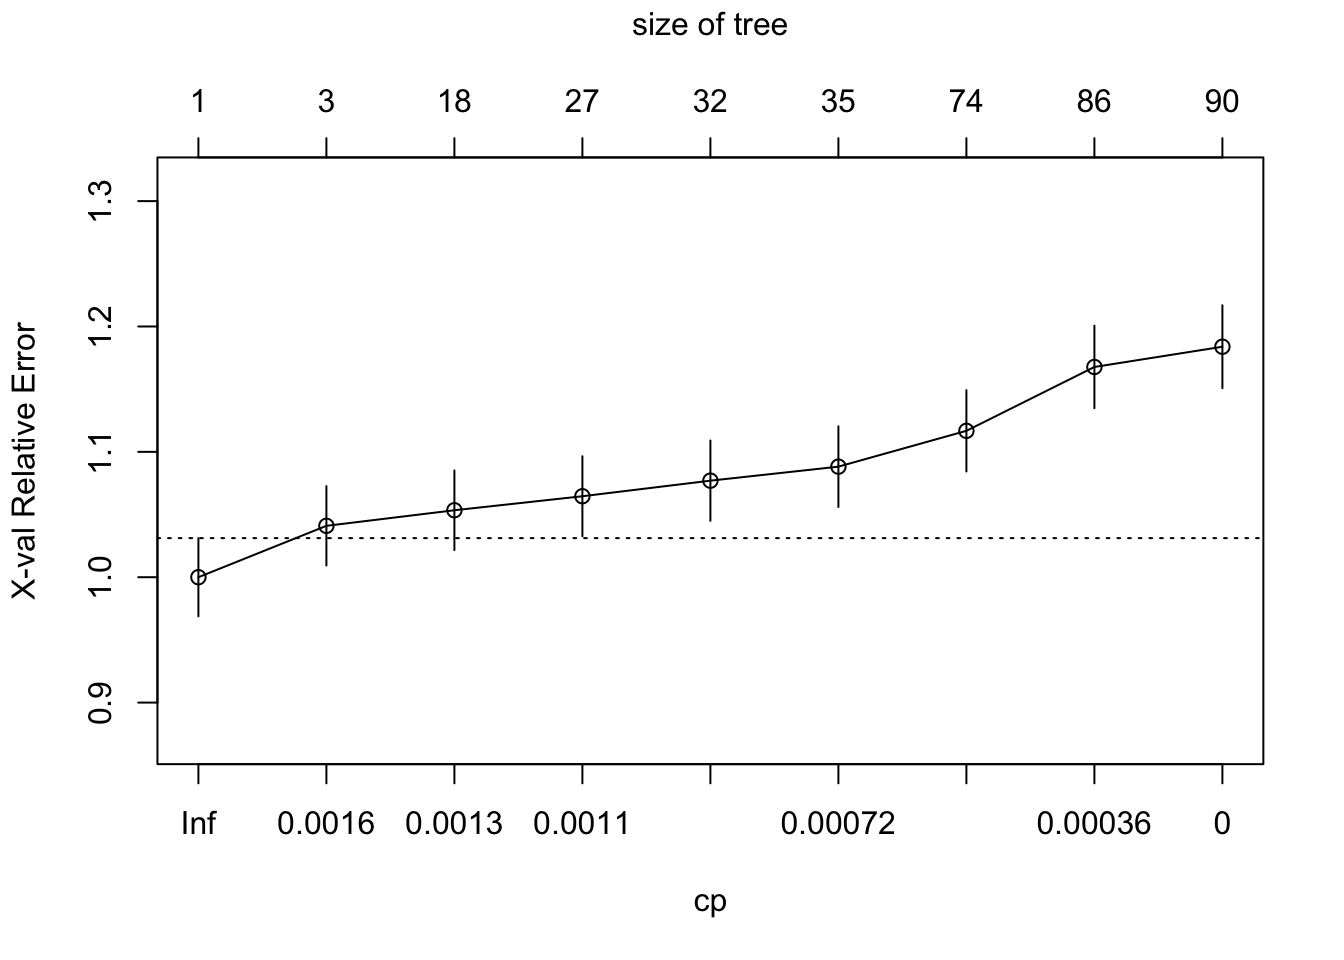 size of tree
1 3 18 27 32 35 74 86 90
1.3
1.2
1.1
1.0
0.9
X-val Relative Error
Inf 0.0016 0.0013 0.0011 0.00072 0.00036 0
cp